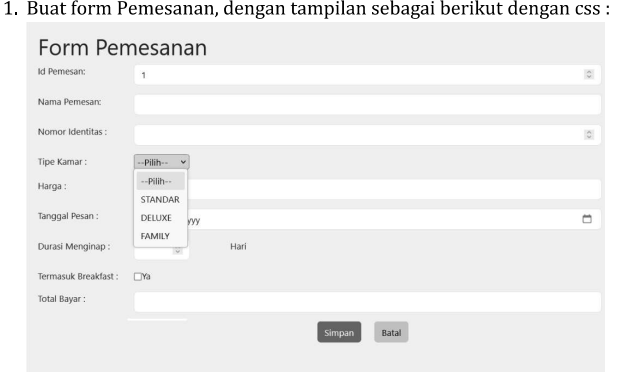 1. Buat form Pemesanan, dengan tampilan sebagai berikut dengan css :
Form Pemesanan
Id Pemesan: 1
Nama Pemesan:
Nomor Identitas :
Tipe Kamar : --Pilih--
--Pilih--
Harga :
STANDAR
Tanggal Pesan : DELUXE yyy
FAMILY
Durasi Menginap : Hari
Termasuk Breakfast : Ya
Total Bayar :
Simpan Batal